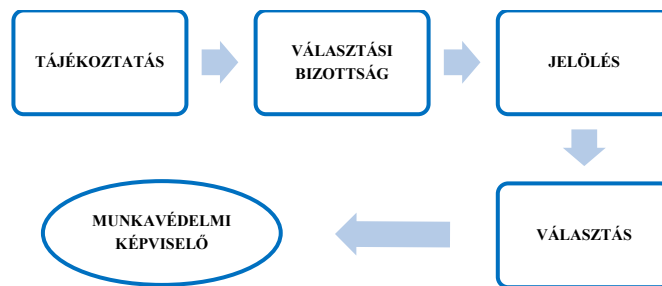 TÁJÉKOZTATÁS
VÁLASZTÁSI
BIZOTTSÁG
JELÖLÉS
VÁLASZTÁS
MUNKAVÉDELMI
KÉPVISELŐ